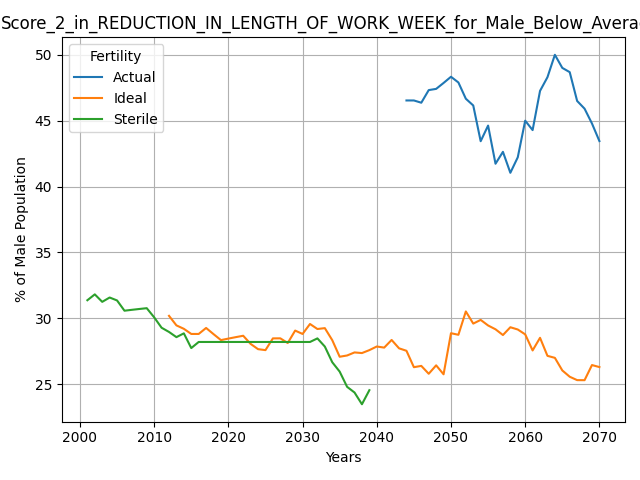 Score_2_in_REDUCTION_IN_LENGTH_OF_WORK_WEEK_for_Male_Below_Avera
Fertility
Actual
Ideal
Sterile
% of Male Population
50
45
40
35
30
25
2000 2010 2020 2030 2040 2050 2060 2070
Years